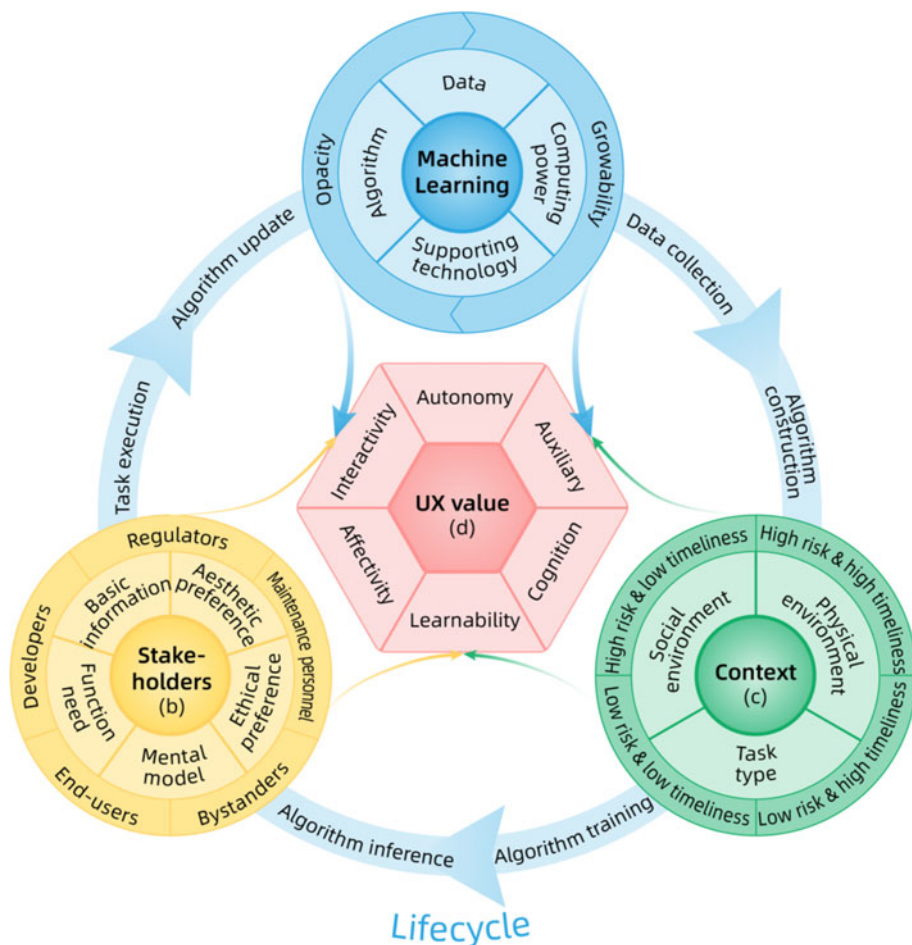 Data
Opacity
Algorithm
Machine
Learning
Computing
power
Growability
Supporting
technology
Algorithm update
Data collection
Task execution
Algorithm
construction
Autonomy
Interactivity
Auxiliary
UX value
(d)
Affectivity
Cognition
Learnability
Regulators
Developers
Maintenance personnel
Basic
information
Aesthetic
preference
Stake-
holders
(b)
Function
need
Ethical
preference
Mental
model
End-users
Bystanders
High risk & low timeliness
High risk & high timeliness
Social
environment
Physical
environment
Context
(c)
Task
type
Low risk & low timeliness
Low risk & high timeliness
Algorithm inference
Algorithm training
Lifecycle